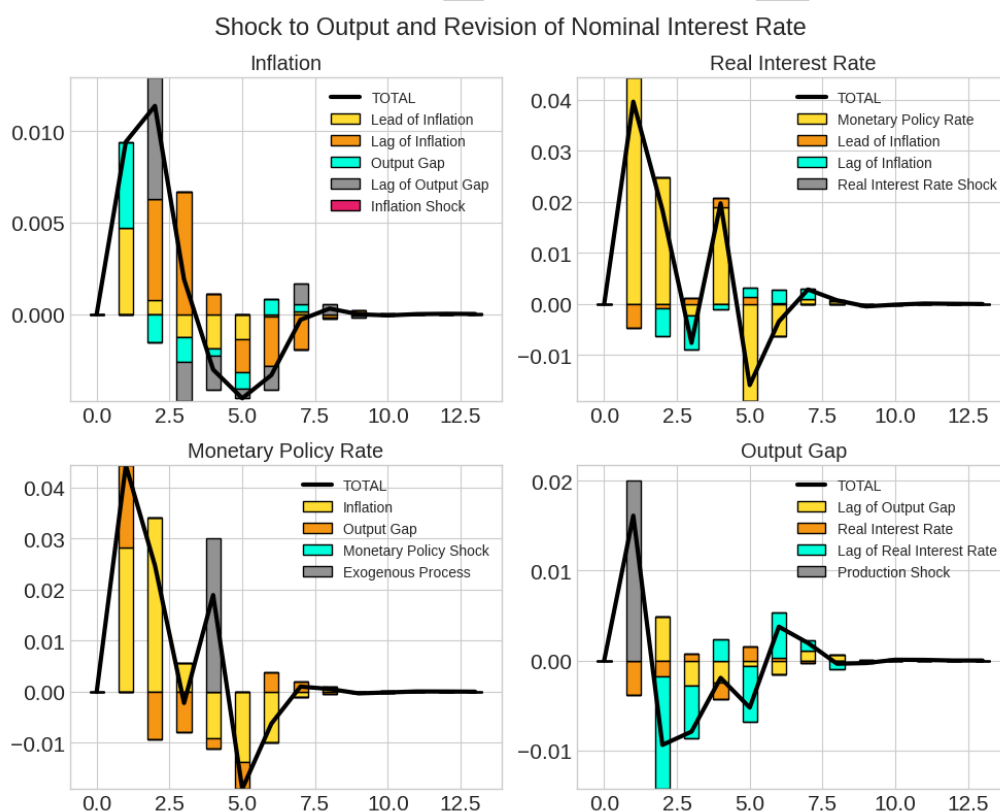 Shock to Output and Revision of Nominal Interest Rate
Inflation
TOTAL
Lead of Inflation
Lag of Inflation
Output Gap
Lag of Output Gap
Inflation Shock
0.010
0.005
0.000
0.0 2.5 5.0 7.5 10.0 12.5
Real Interest Rate
TOTAL
Monetary Policy Rate
Lead of Inflation
Lag of Inflation
Real Interest Rate Shock
0.04
0.03
0.02
0.01
0.00
−0.01
0.0 2.5 5.0 7.5 10.0 12.5
Monetary Policy Rate
TOTAL
Inflation
Output Gap
Monetary Policy Shock
Exogenous Process
0.04
0.03
0.02
0.01
0.00
−0.01
0.0 2.5 5.0 7.5 10.0 12.5
Output Gap
TOTAL
Lag of Output Gap
Real Interest Rate
Lag of Real Interest Rate
Production Shock
0.02
0.01
0.00
−0.01
0.0 2.5 5.0 7.5 10.0 12.5